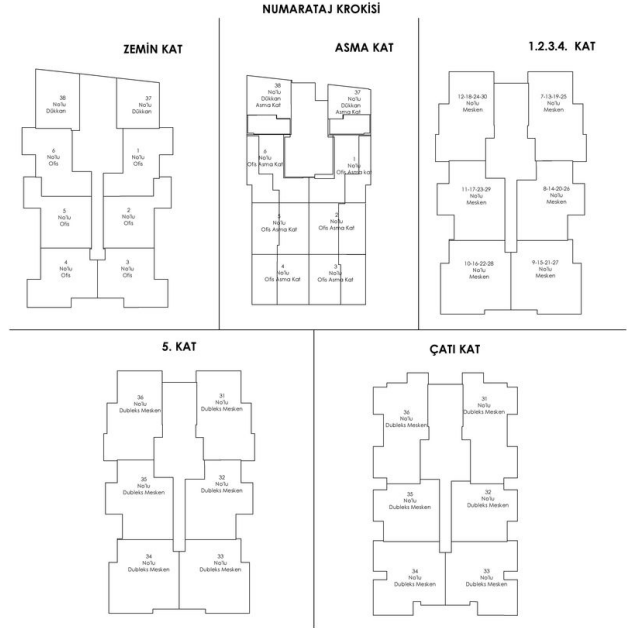 NUMARATAJ KROKİSİ
ZEMİN KAT
38
No'lu
Dükkan
37
No'lu
Dükkan
6
No'lu
Ofis
1
No'lu
Ofis
5
No'lu
Ofis
2
No'lu
Ofis
4
No'lu
Ofis
3
No'lu
Ofis
ASMA KAT
38
No'lu
Dükkan
Asma Kat
37
No'lu
Dükkan
Asma Kat
6
No'lu
Ofis Asma Kat
1
No'lu
Ofis Asma kat
5
No'lu
Ofis Asma Kat
2
No'lu
Ofis Asma Kat
4
No'lu
Ofis Asma Kat
3
No'lu
Ofis Asma Kat
1.2.3.4. KAT
12-18-24-30
No'lu
Mesken
7-13-19-25
No'lu
Mesken
11-17-23-29
No'lu
Mesken
8-14-20-26
No'lu
Mesken
10-16-22-28
No'lu
Mesken
9-15-21-27
No'lu
Mesken
5. KAT
36
No'lu
Dubleks Mesken
31
No'lu
Dubleks Mesken
35
No'lu
Dubleks Mesken
32
No'lu
Dubleks Mesken
34
No'lu
Dubleks Mesken
33
No'lu
Dubleks Mesken
ÇATI KAT
36
No'lu
Dubleks Mesken
31
No'lu
Dubleks Mesken
35
No'lu
Dubleks Mesken
32
No'lu
Dubleks Mesken
34
No'lu
Dubleks Mesken
33
No'lu
Dubleks Mesken